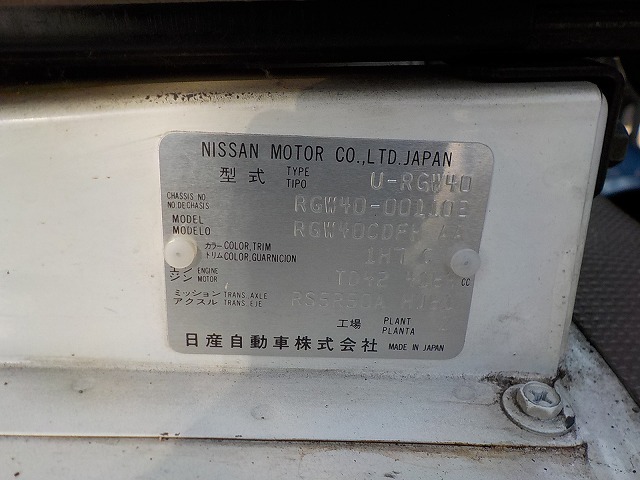 NISSAN MOTOR CO.,LTD.JAPAN
型式 TYPE TIPO U-RGW40
CHASSIS NO. NO.DECHASIS
MODEL MODELO
カラー COLOR,TRIM トリム COLOR,GUARNICION
エン ジン ENGINE MOTOR CC
ミッション アクスル TRANS.AXLE TRANS.EJE.
工場 PLANT PLANTA
日産自動車株式会社 MADE IN JAPAN